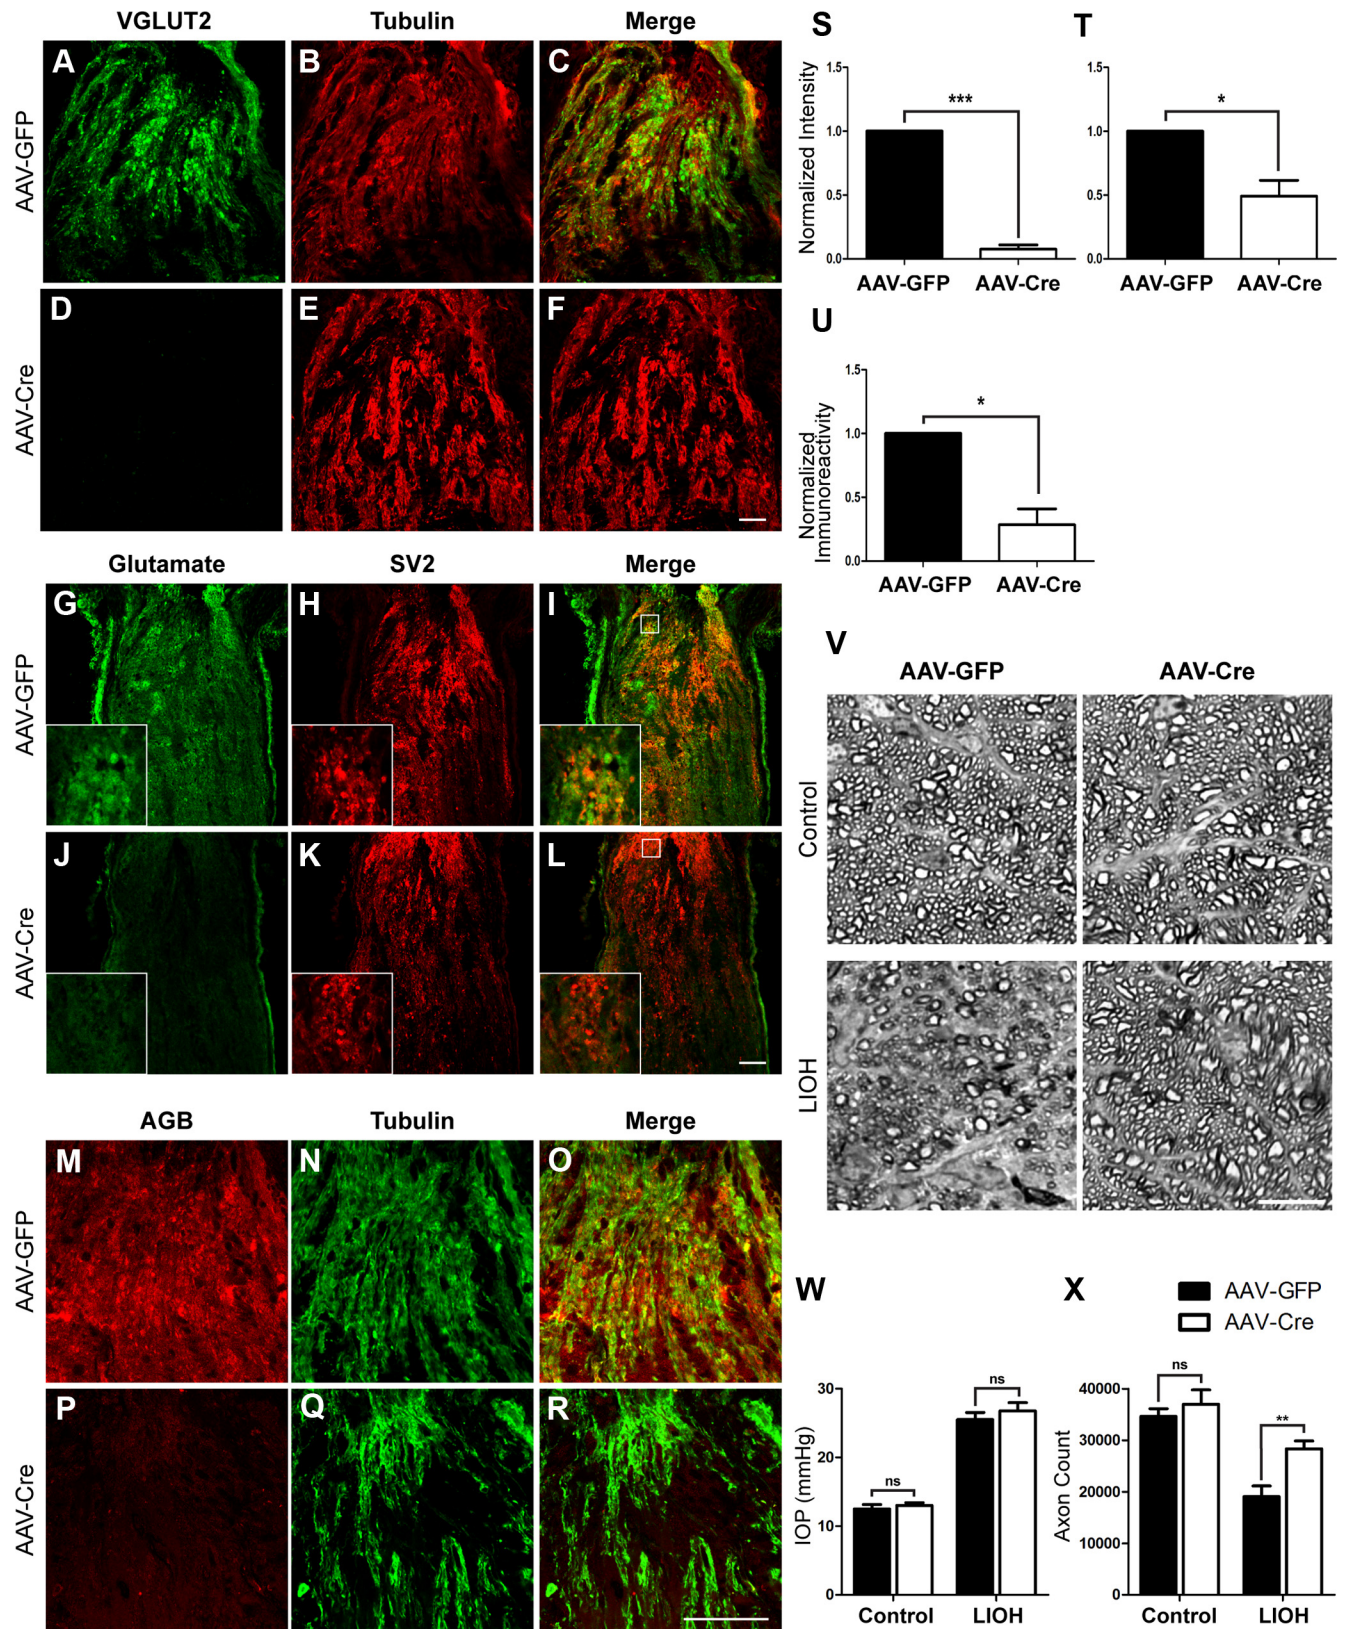 VGLUT2 Tubulin Merge
AAV-GFP
A B C
AAV-Cre
D E F
Glutamate SV2 Merge
AAV-GFP
G H I
AAV-Cre
J K L
AGB Tubulin Merge
AAV-GFP
M N O
AAV-Cre
P Q R
S
Normalized Intensity
1.5
1.0
0.5
0.0
***
AAV-GFP AAV-Cre
T
1.5
1.0
0.5
0.0
*
AAV-GFP AAV-Cre
U
Normalized
Immunoreactivity
1.5
1.0
0.5
0.0
*
AAV-GFP AAV-Cre
V
AAV-GFP AAV-Cre
Control
LIOH
W
IOP (mmHg)
30
20
10
0
ns
ns
Control LIOH
X
AAV-GFP
AAV-Cre
Axon Count
40000
30000
20000
10000
0
ns
**
Control LIOH